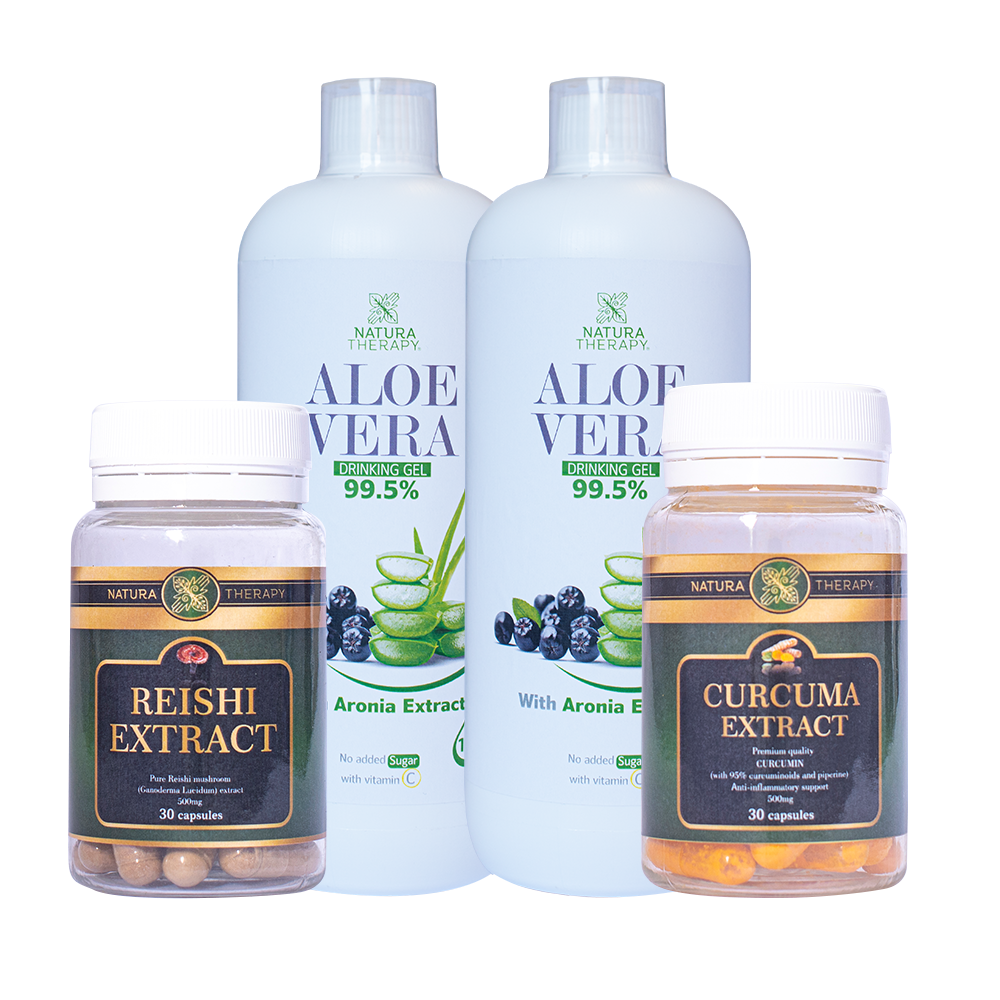 NATURA
THERAPY®
ALOE
VERA
DRINKING GEL
99.5%
Aronia Extract
No added Sugar
with vitamin C
NATURA
THERAPY®
ALOE
VERA
DRINKING GEL
99.5%
With Aronia
No added Sugar
with vitamin C
NATURA THERAPY
REISHI
EXTRACT
Pure Reishi mushroom
(Ganoderma Lucidum) extract
500mg
30 capsules
NATURA THERAPY
CURCUMA
EXTRACT
Premium quality
CURCUMIN
(with 95% curcuminoids and piperine)
Anti-inflammatory support
500mg
30 capsules